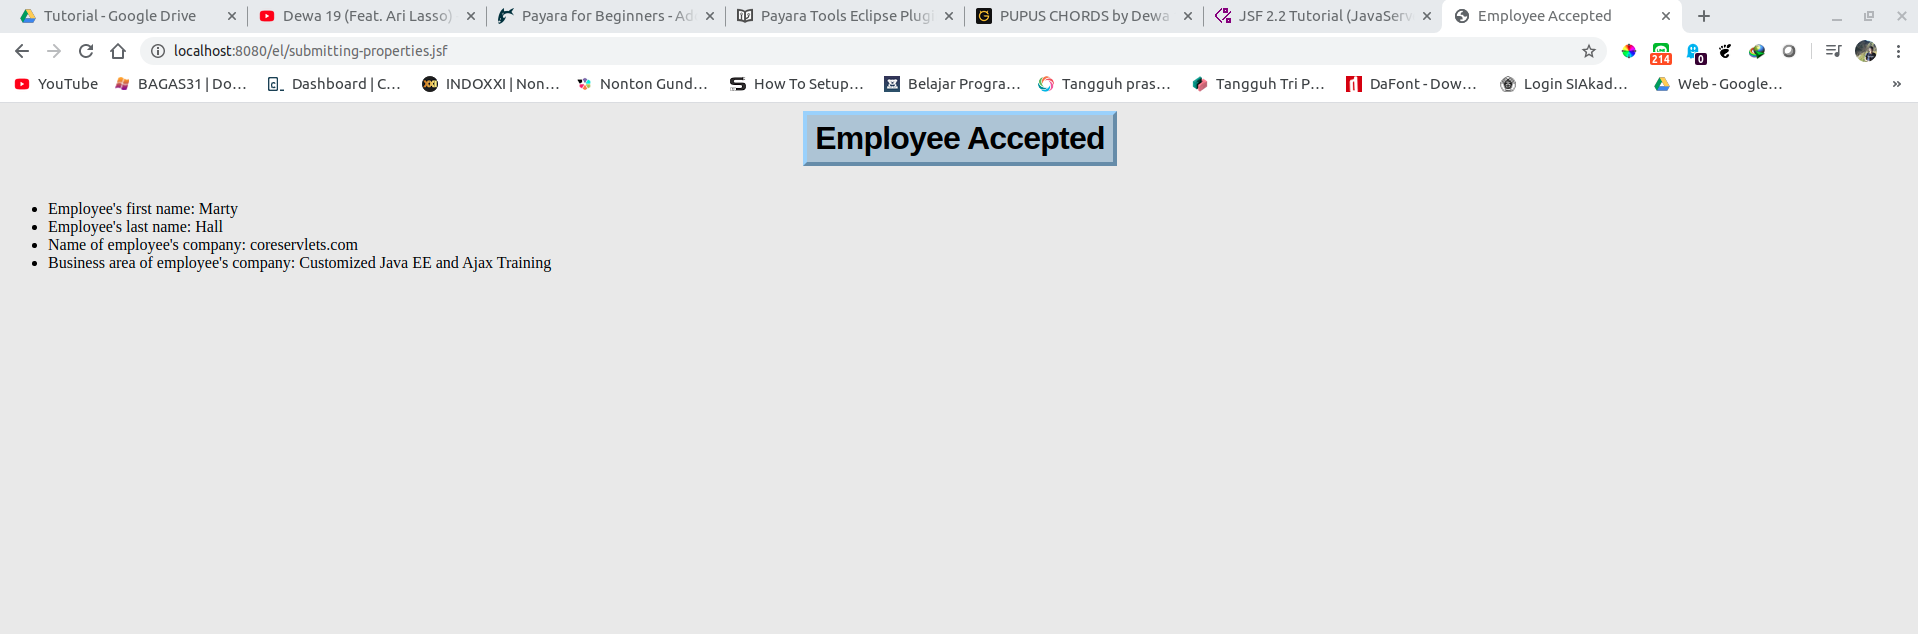 Tutorial - Google Drive
Dewa 19 (Feat. Ari Lasso)
Payara for Beginners - Ad
Payara Tools Eclipse Plugi
PUPUS CHORDS by Dewa
JSF 2.2 Tutorial (JavaServ
Employee Accepted
localhost:8080/el/submitting-properties.jsf
214
0
YouTube
BAGAS31 | Do...
Dashboard | C...
INDOXXI | Non...
Nonton Gund...
How To Setup...
Belajar Progra...
Tangguh pras...
Tangguh Tri P...
DaFont - Dow...
Login SIAkad...
Web - Google...
»
Employee Accepted
• Employee's first name: Marty
• Employee's last name: Hall
• Name of employee's company: coreservlets.com
• Business area of employee's company: Customized Java EE and Ajax Training